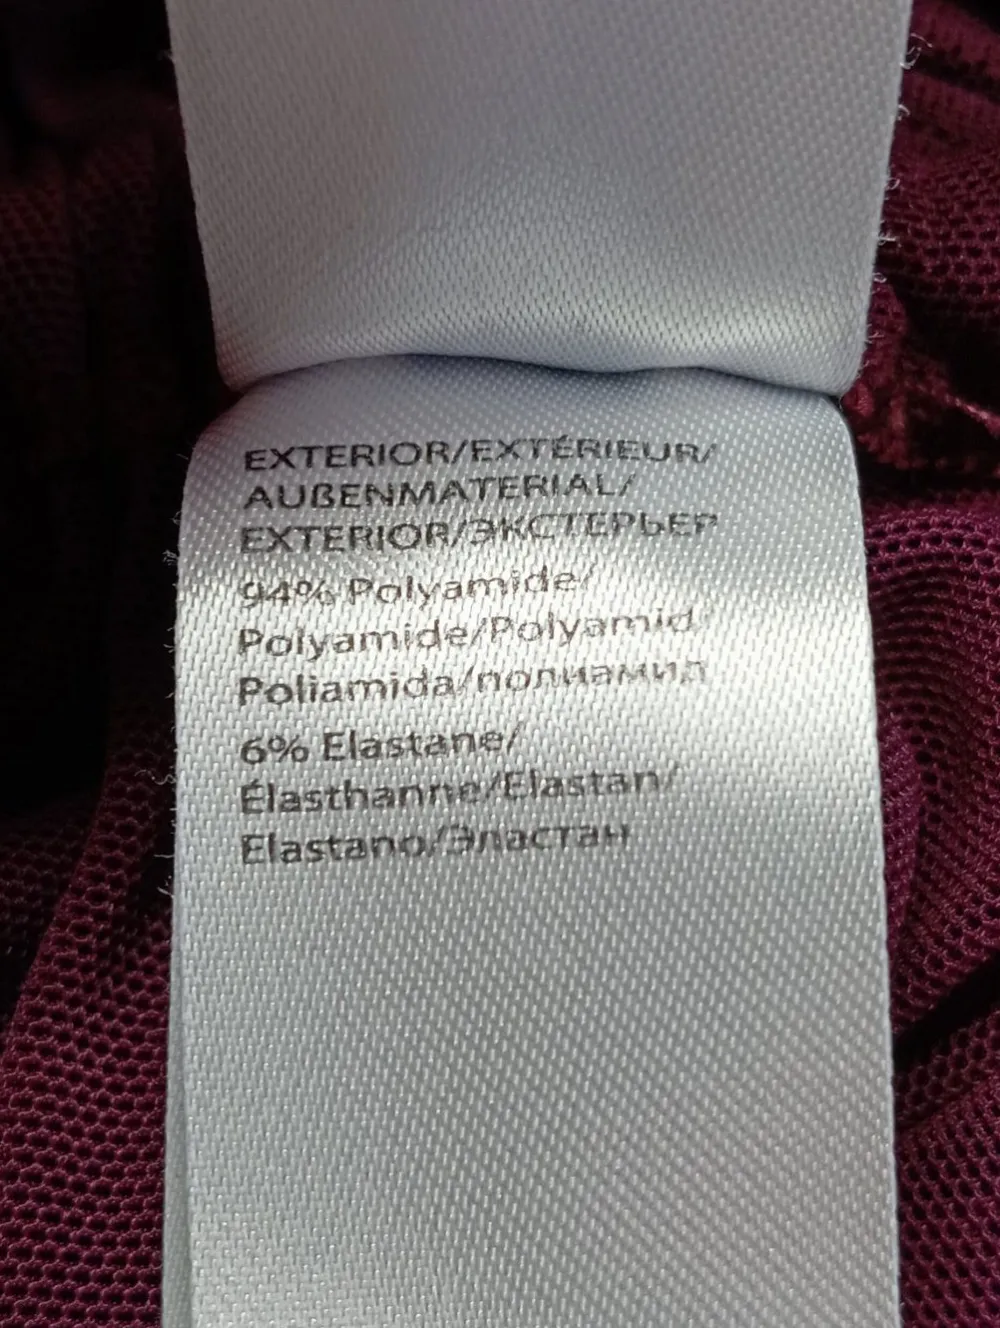 EXTERIOR/EXTÉRIEUR/
AUßENMATERIAL/
EXTERIOR/ЭКСТЕРЬЕР
94% Polyamide/
Polyamide/Polyamid/
Poliamida/полиамид
6% Elastane/
Élasthanne/Elastan/
Elastano/Эластан